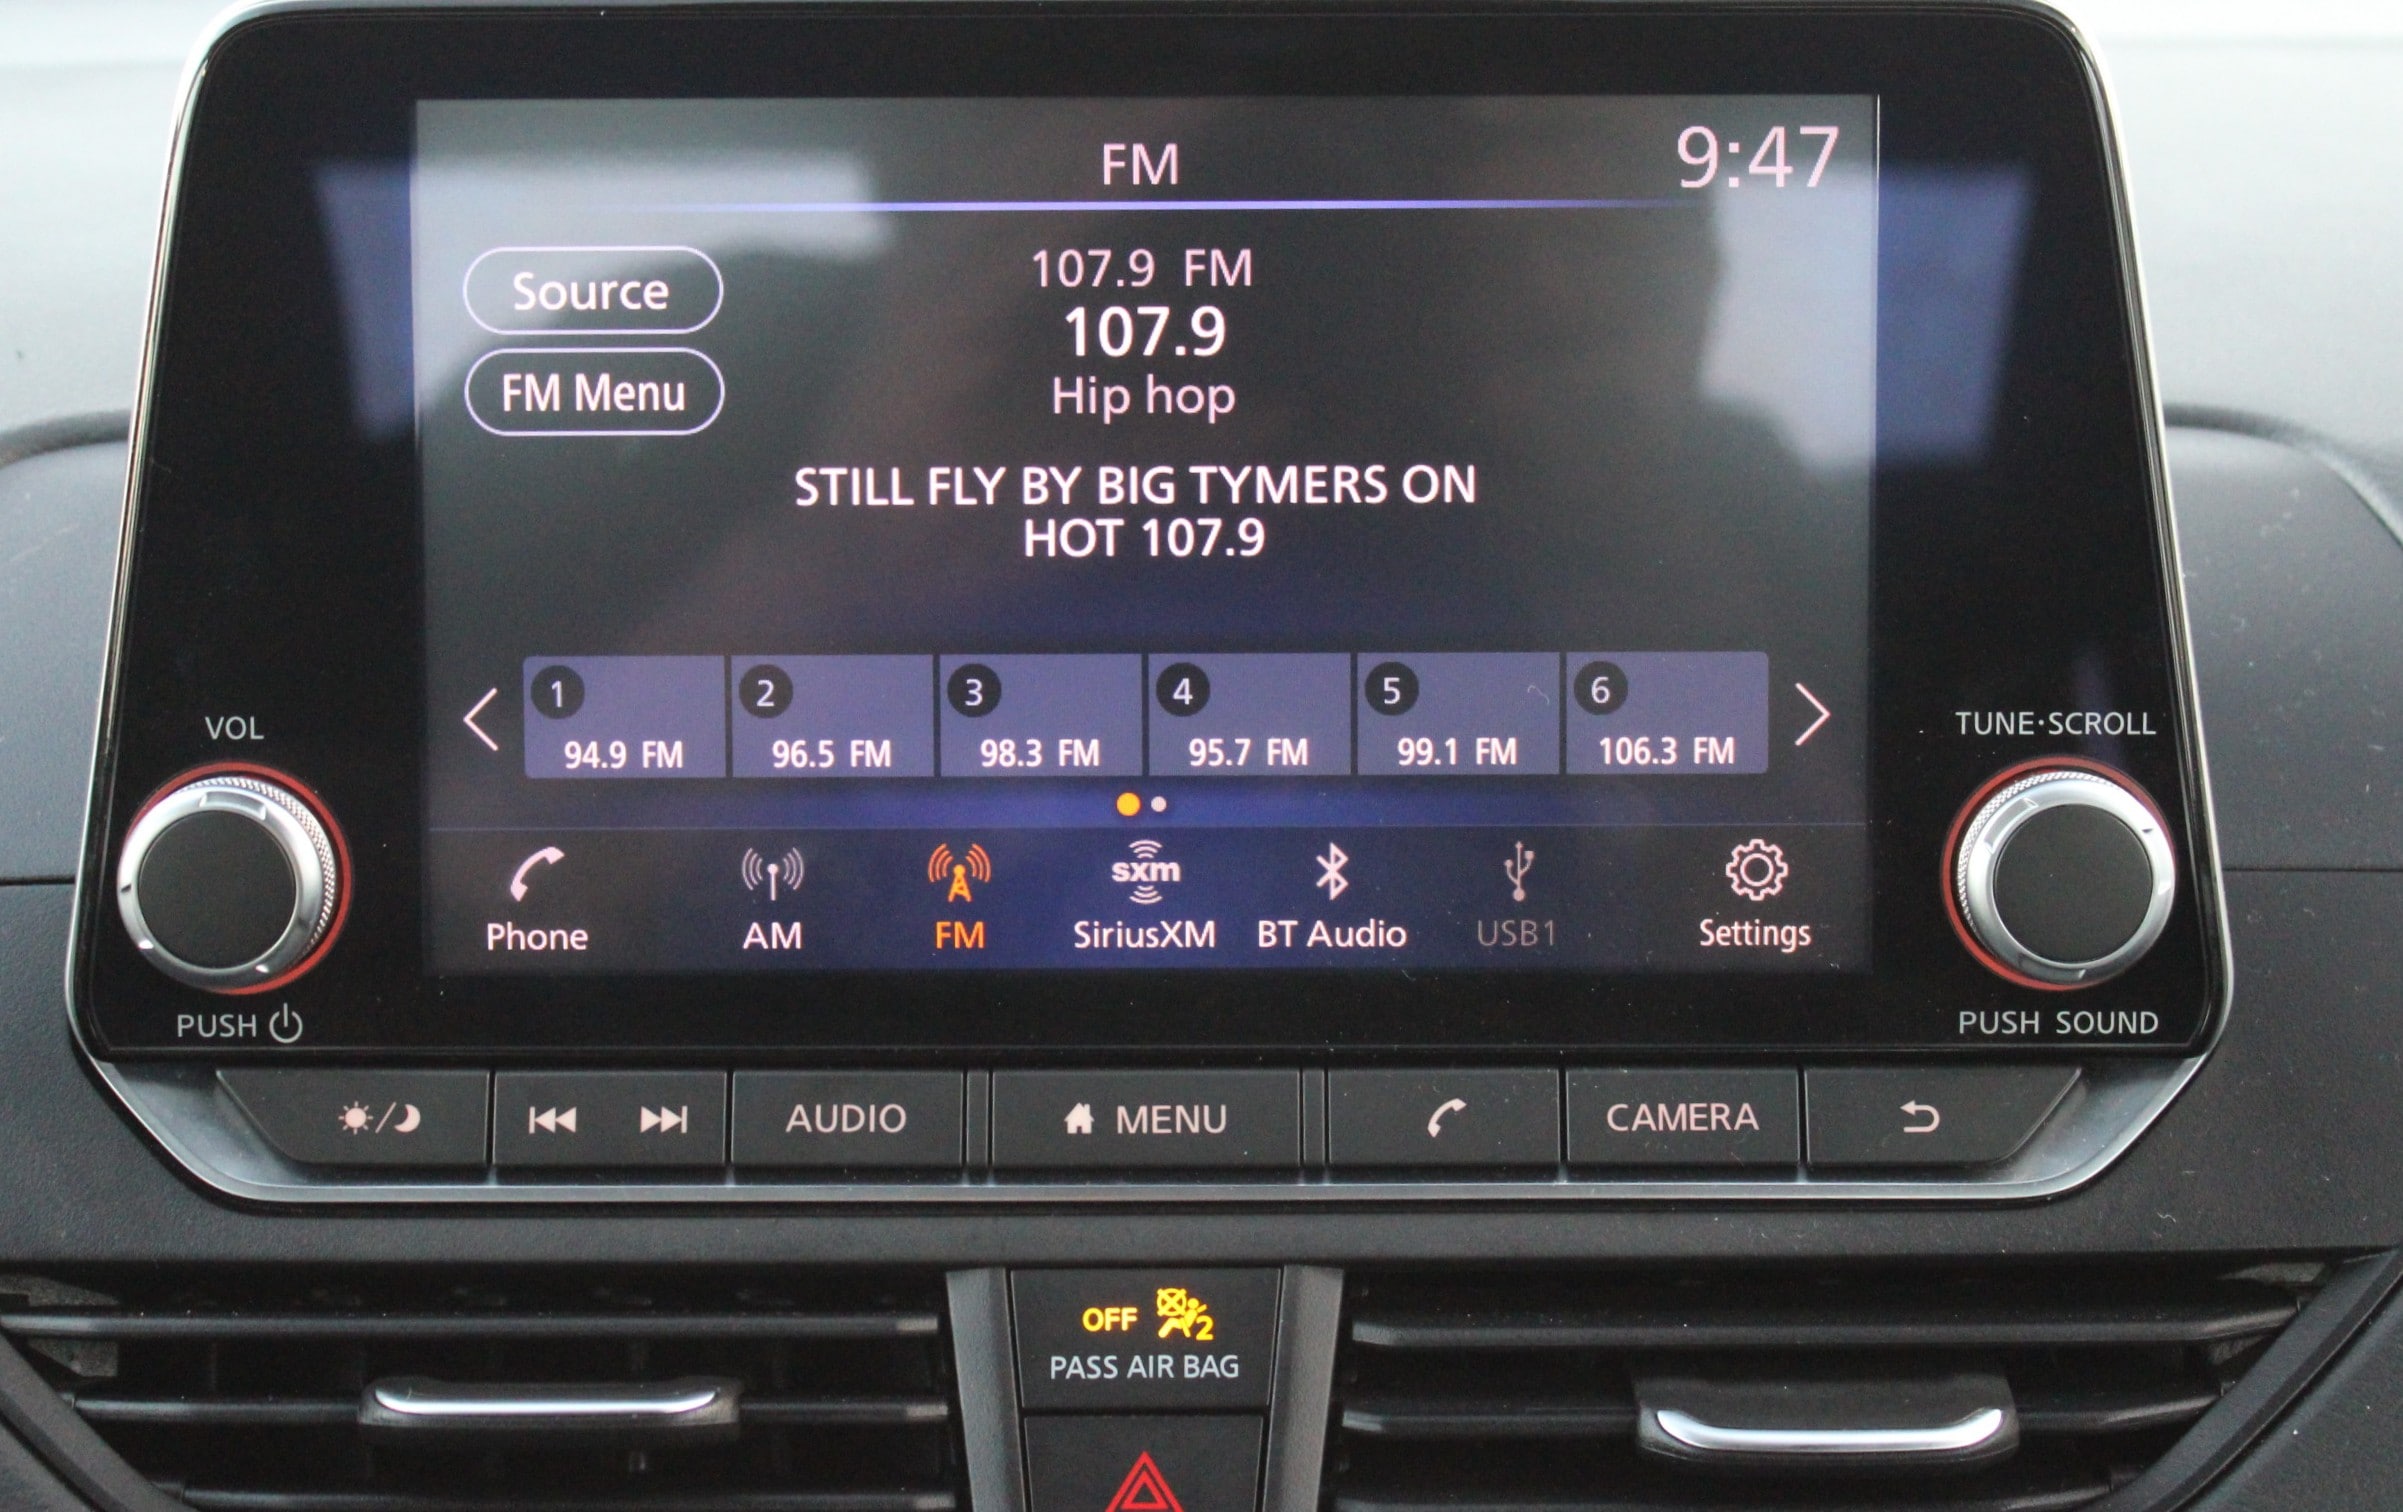 FM
9:47
Source
FM Menu
107.9 FM
107.9
Hip hop
STILL FLY BY BIG TYMERS ON
HOT 107.9
1
2
3
4
5
6
94.9 FM
96.5 FM
98.3 FM
95.7 FM
99.1 FM
106.3 FM
VOL
TUNE·SCROLL
sxm
Phone
AM
FM
SiriusXM
BT Audio
USB1
Settings
PUSH
PUSH SOUND
AUDIO
MENU
CAMERA
OFF
2
PASS AIR BAG